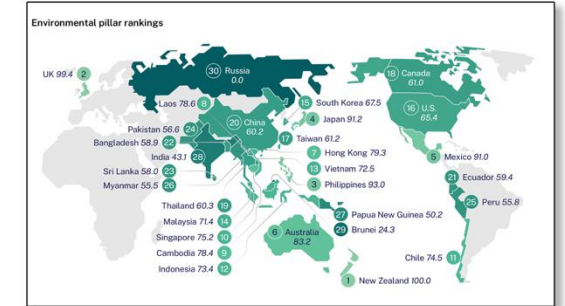 Environmental pillar rankings
UK 99.4 2
30 Russia
0.0
18 Canada
61.0
16 U.S.
65.4
Laos 78.6 8
20 China
60.2
15 South Korea 67.5
4 Japan 91.2
Pakistan 56.6 24
Bangladesh 58.9 22
India 43.1 28
Sri Lanka 58.0 23
Myanmar 55.5 26
17 Taiwan 61.2
7 Hong Kong 79.3
13 Vietnam 72.5
3 Philippines 93.0
5 Mexico 91.0
21 Ecuador 59.4
25 Peru 55.8
Thailand 60.3 19
Malaysia 71.4 14
Singapore 75.2 10
Cambodia 78.4 9
Indonesia 73.4 12
27 Papua New Guinea 50.2
29 Brunei 24.3
6 Australia
83.2
Chile 74.5 11
1 New Zealand 100.0